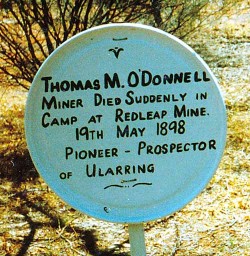 THOMAS M. O'DONNELL
MINER DIED SUDDENLY IN
CAMP AT REDLEAP MINE.
19TH MAY 1898
PIONEER - PROSPECTOR
OF ULARRING